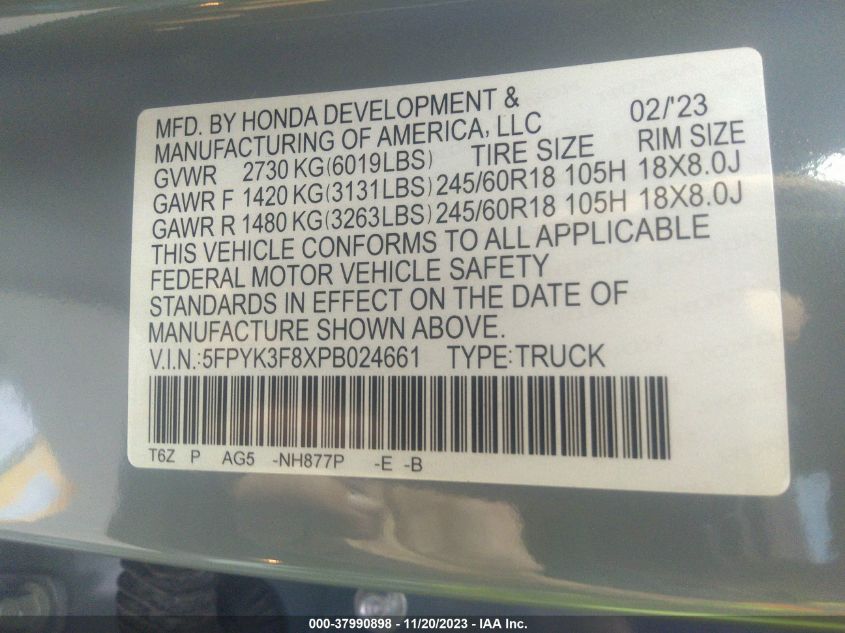 MFD. BY HONDA DEVELOPMENT & 02/'23
MANUFACTURING OF AMERICA, LLC
GVWR 2730 KG(6019LBS) TIRE SIZE RIM SIZE
GAWR F 1420 KG(3131LBS) 245/60R18 105H 18X8.0J
GAWR R 1480 KG(3263LBS) 245/60R18 105H 18X8.0J
THIS VEHICLE CONFORMS TO ALL APPLICABLE
FEDERAL MOTOR VEHICLE SAFETY
STANDARDS IN EFFECT ON THE DATE OF
MANUFACTURE SHOWN ABOVE.
V.I.N.:5FPYK3F8XPB024661 TYPE:TRUCK
T6Z P AG5 -NH877P -E -B
000-37990898 - 11/20/2023 - IAA Inc.